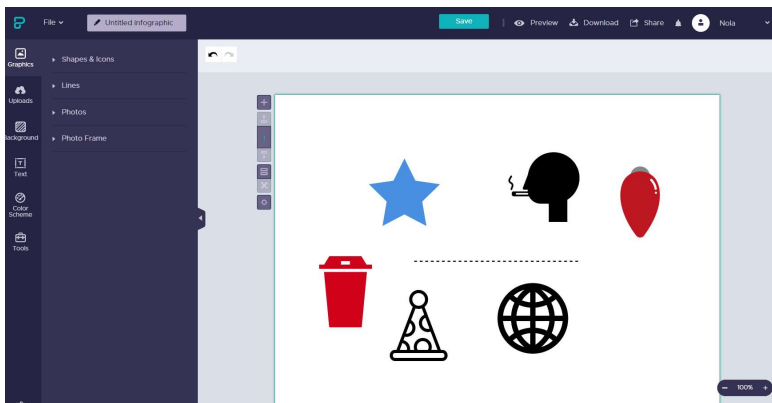 File
Untitled Infographic
Save
Preview
Download
Share
Nola
Graphics
Shapes & Icons
Lines
Uploads
Photos
Background
Photo Frame
Text
Color
Scheme
Tools
100%